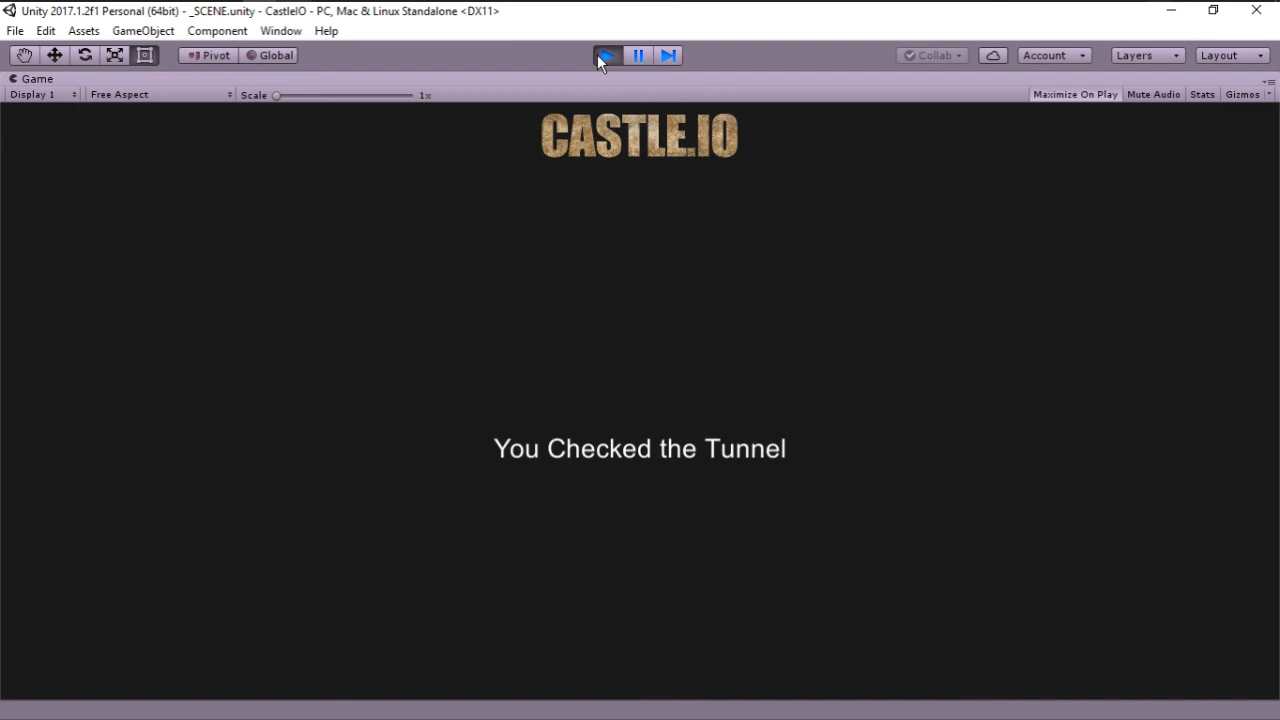 Unity 2017.1.2f1 Personal (64bit) - _SCENE.unity - CastleIO - PC, Mac & Linux Standalone <DX11>
File Edit Assets GameObject Component Window Help
Pivot Global Collab Account Layers Layout
Game
Display 1 Free Aspect Scale 1x Maximize On Play Mute Audio Stats Gizmos
CASTLE.IO
You Checked the Tunnel